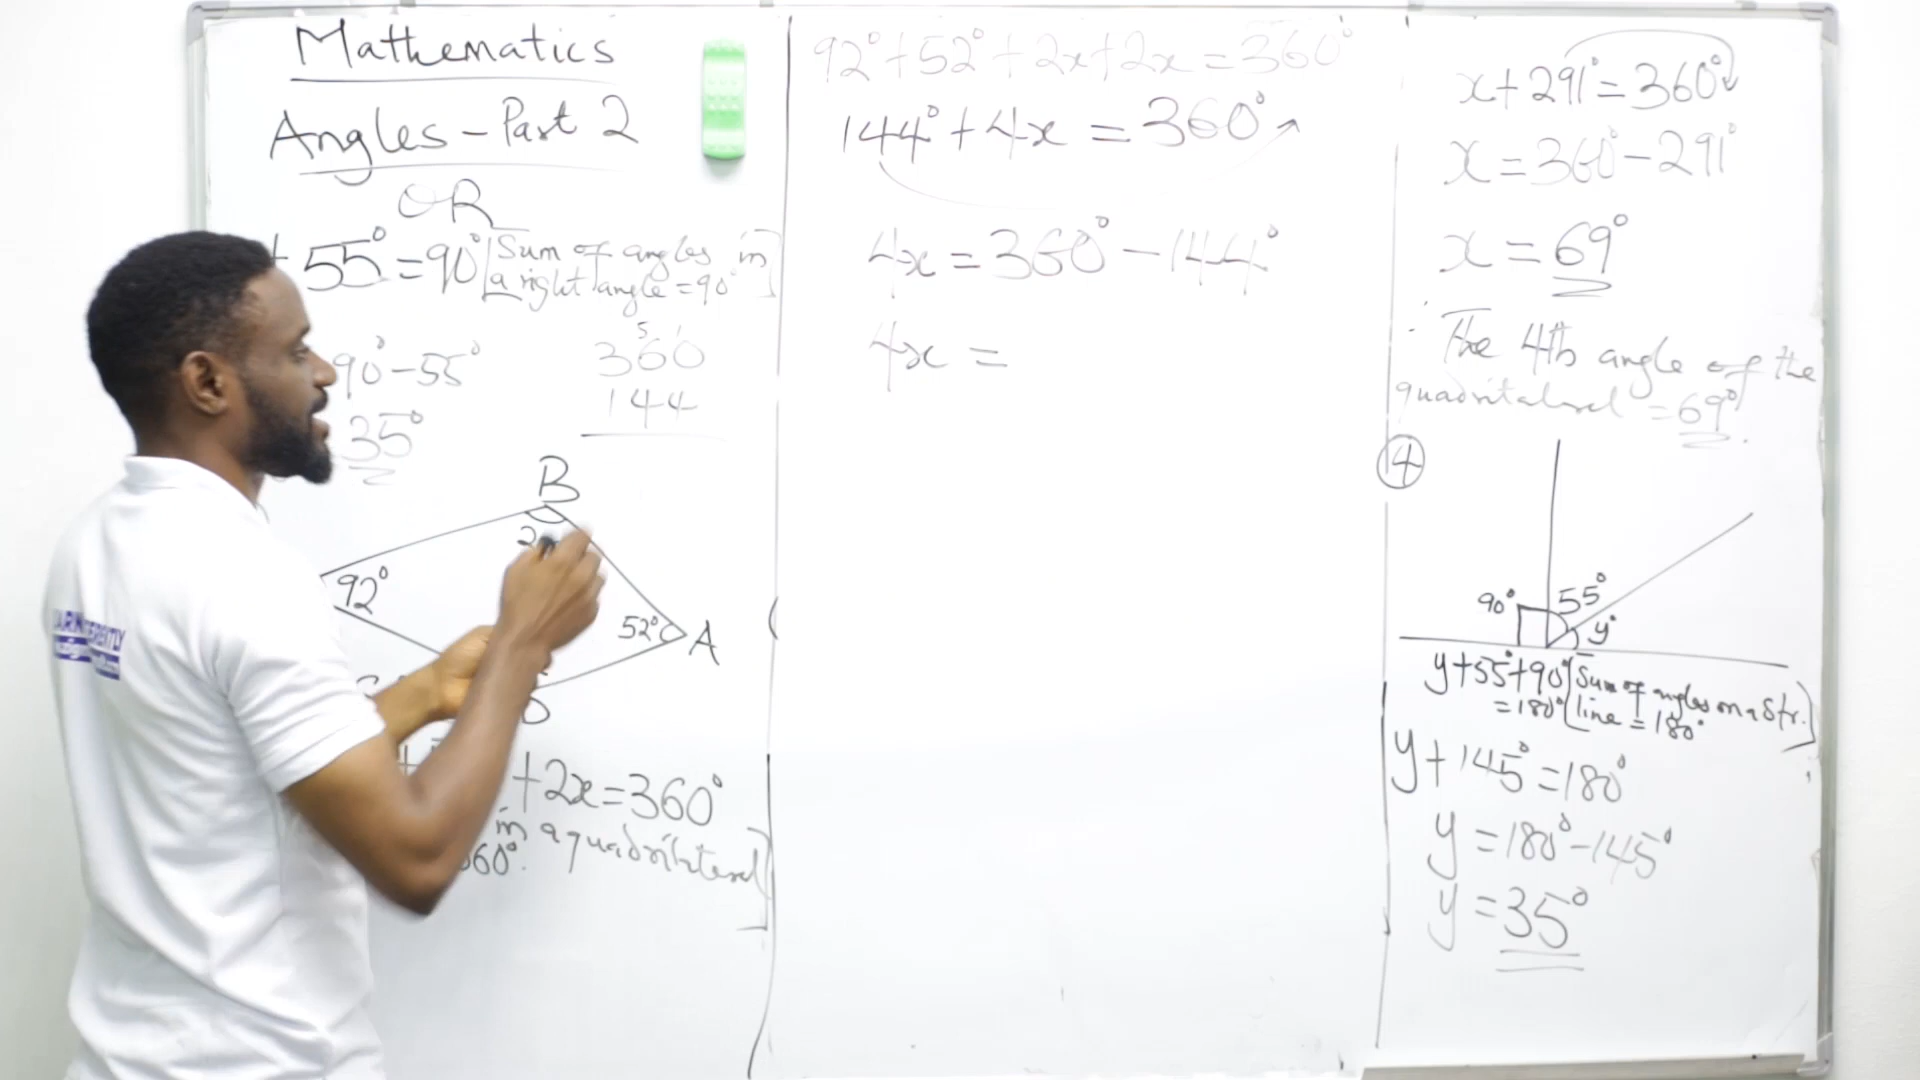 Mathematics
Angles - Part 2
OR
+ 55° = 90° [Sum of angles in
a right angle = 90°]
90° - 55°
35°
5 1
360
144
B
92°
52°
A
D
+ 2x = 360°
in a quadrilateral]
360°.
92° + 52° + 2x + 2x = 360°
144° + 4x = 360°
4x = 360° - 144°
4x =
x + 291° = 360°
x = 360° - 291°
x = 69°
The 4th angle of the
quadrilateral = 69°.
4
90°
55°
y°
y + 55° + 90° [Sum of angles on a str.
= 180° line = 180°]
y + 145° = 180°
y = 180° - 145°
y = 35°